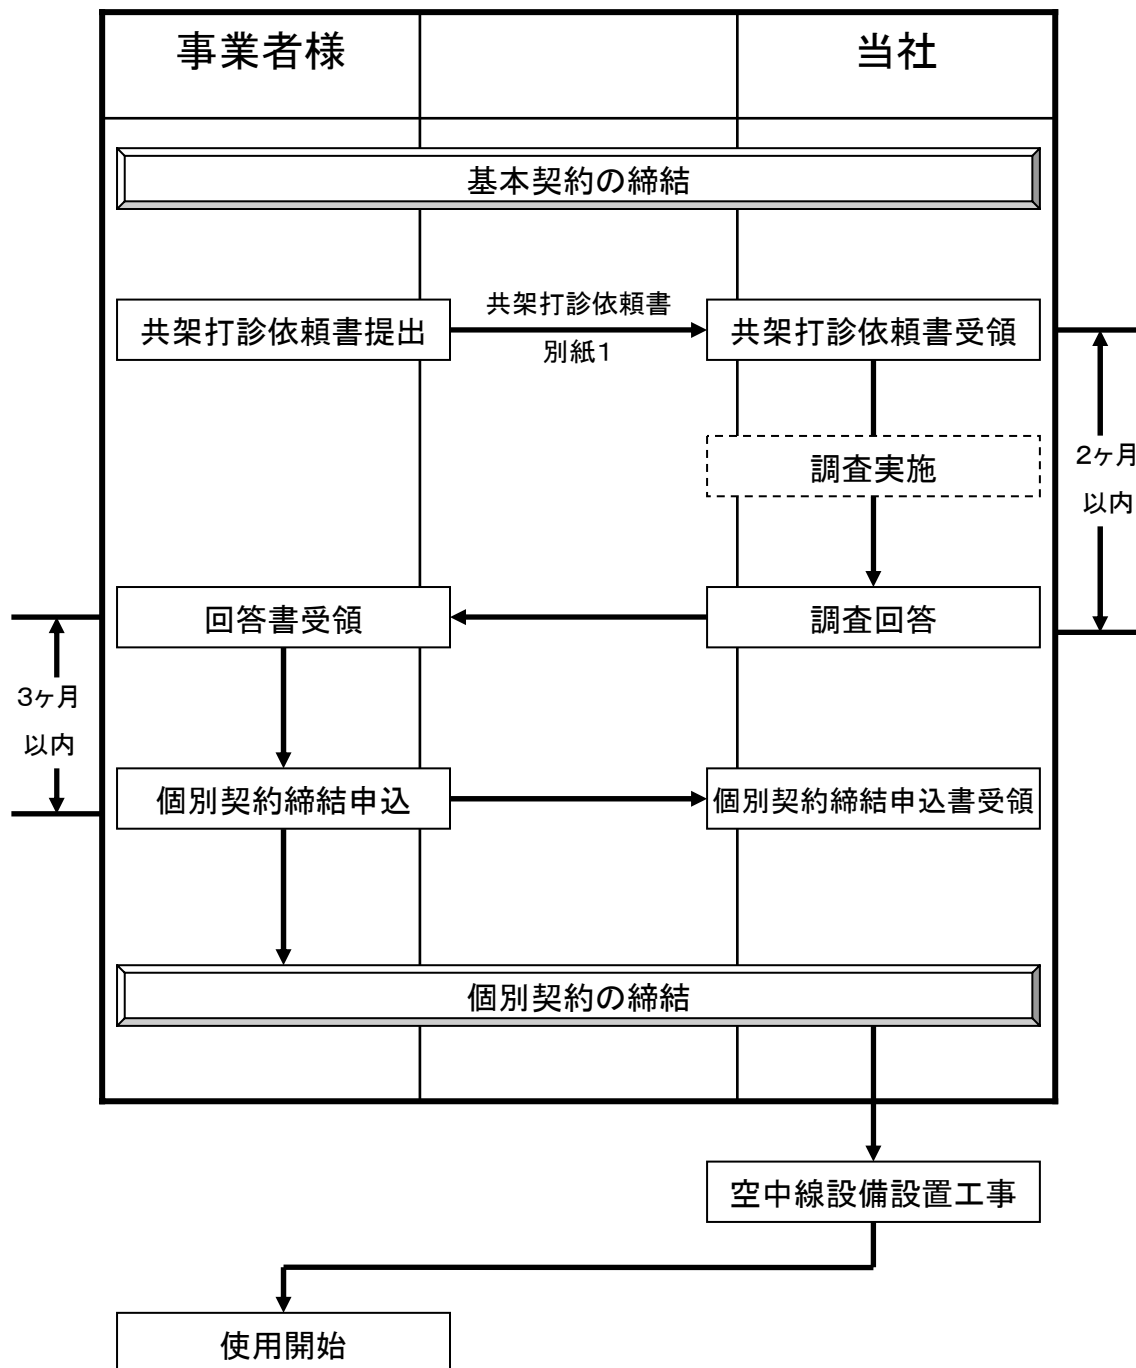 事業者様
当社
基本契約の締結
共架打診依頼書提出
共架打診依頼書
別紙1
共架打診依頼書受領
調査実施
2ヶ月
以内
回答書受領
調査回答
3ヶ月
以内
個別契約締結申込
個別契約締結申込書受領
個別契約の締結
空中線設備設置工事
使用開始